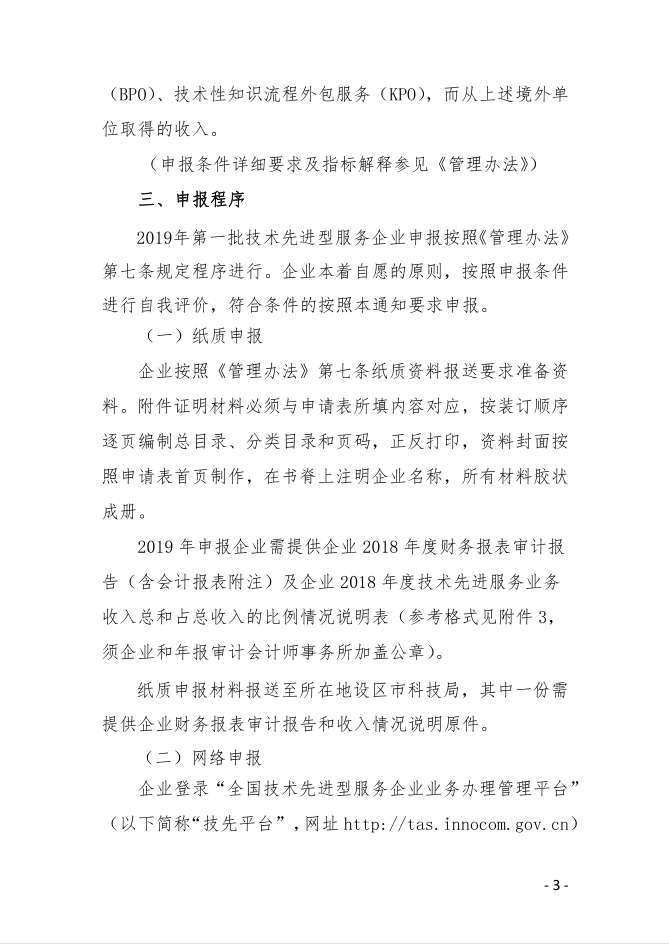 （BPO）、技术性知识流程外包服务（KPO），而从上述境外单
位取得的收入。
（申报条件详细要求及指标解释参见《管理办法》）
三、申报程序
2019年第一批技术先进型服务企业申报按照《管理办法》
第七条规定程序进行。企业本着自愿的原则，按照申报条件
进行自我评价，符合条件的按照本通知要求申报。
（一）纸质申报
企业按照《管理办法》第七条纸质资料报送要求准备资
料。附件证明材料必须与申请表所填内容对应，按装订顺序
逐页编制总目录、分类目录和页码，正反打印，资料封面按
照申请表首页制作，在书脊上注明企业名称，所有材料胶状
成册。
2019 年申报企业需提供企业 2018 年度财务报表审计报
告（含会计报表附注）及企业 2018 年度技术先进服务业务
收入总和占总收入的比例情况说明表（参考格式见附件 3，
须企业和年报审计会计师事务所加盖公章）。
纸质申报材料报送至所在地设区市科技局，其中一份需
提供企业财务报表审计报告和收入情况说明原件。
（二）网络申报
企业登录“全国技术先进型服务企业业务办理管理平台”
（以下简称“技先平台”,网址 http://tas.innocom.gov.cn）
- 3 -